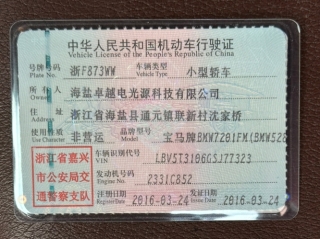 中华人民共和国机动车行驶证
Vehicle License of the People's Republic of China
号牌号码 浙F873WW 车辆类型 小型轿车
Plate No. Vehicle Type
所有人 海盐卓越电光源科技有限公司
Owner
住址 浙江省海盐县通元镇联新村沈家桥
Address
使用性质 非营运 品牌型号 宝马牌BMW7201FM(BMW528
Use Character Model
浙江省嘉兴市公安局交通警察支队
车辆识别代号 LBV5T3106GSJ77323
VIN
发动机号码 2331C852
Engine No.
注册日期 2016-03-24 发证日期 2016-03-24
Register Date Issue Date